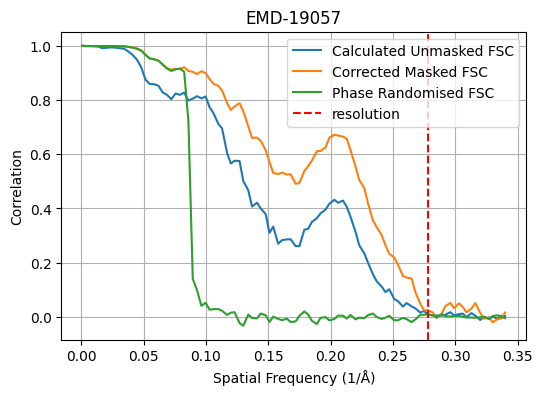 EMD-19057
Calculated Unmasked FSC
Corrected Masked FSC
Phase Randomised FSC
resolution
Correlation
1.0
0.8
0.6
0.4
0.2
0.0
0.00 0.05 0.10 0.15 0.20 0.25 0.30 0.35
Spatial Frequency (1/Å)